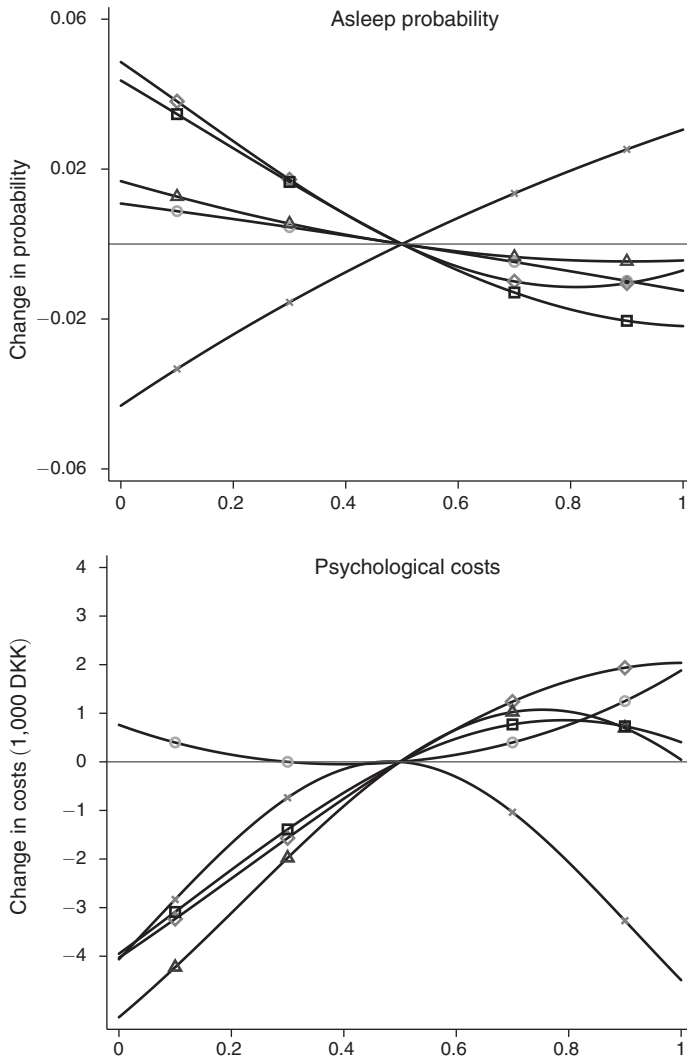 Asleep probability
Change in probability
0.06
0.02
−0.02
−0.06
0 0.2 0.4 0.6 0.8 1
Psychological costs
Change in costs (1,000 DKK)
4
3
2
1
0
−1
−2
−3
−4
0 0.2 0.4 0.6 0.8 1